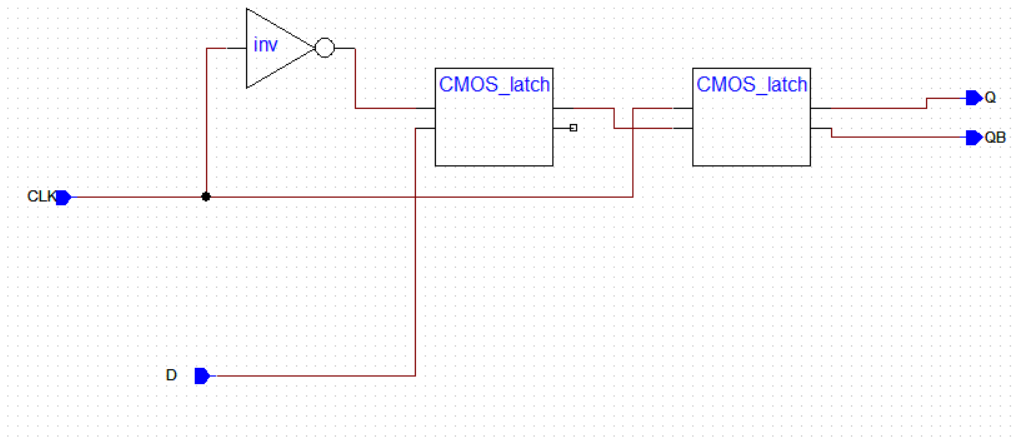 inv
CMOS_latch
CMOS_latch
Q
QB
CLK
D